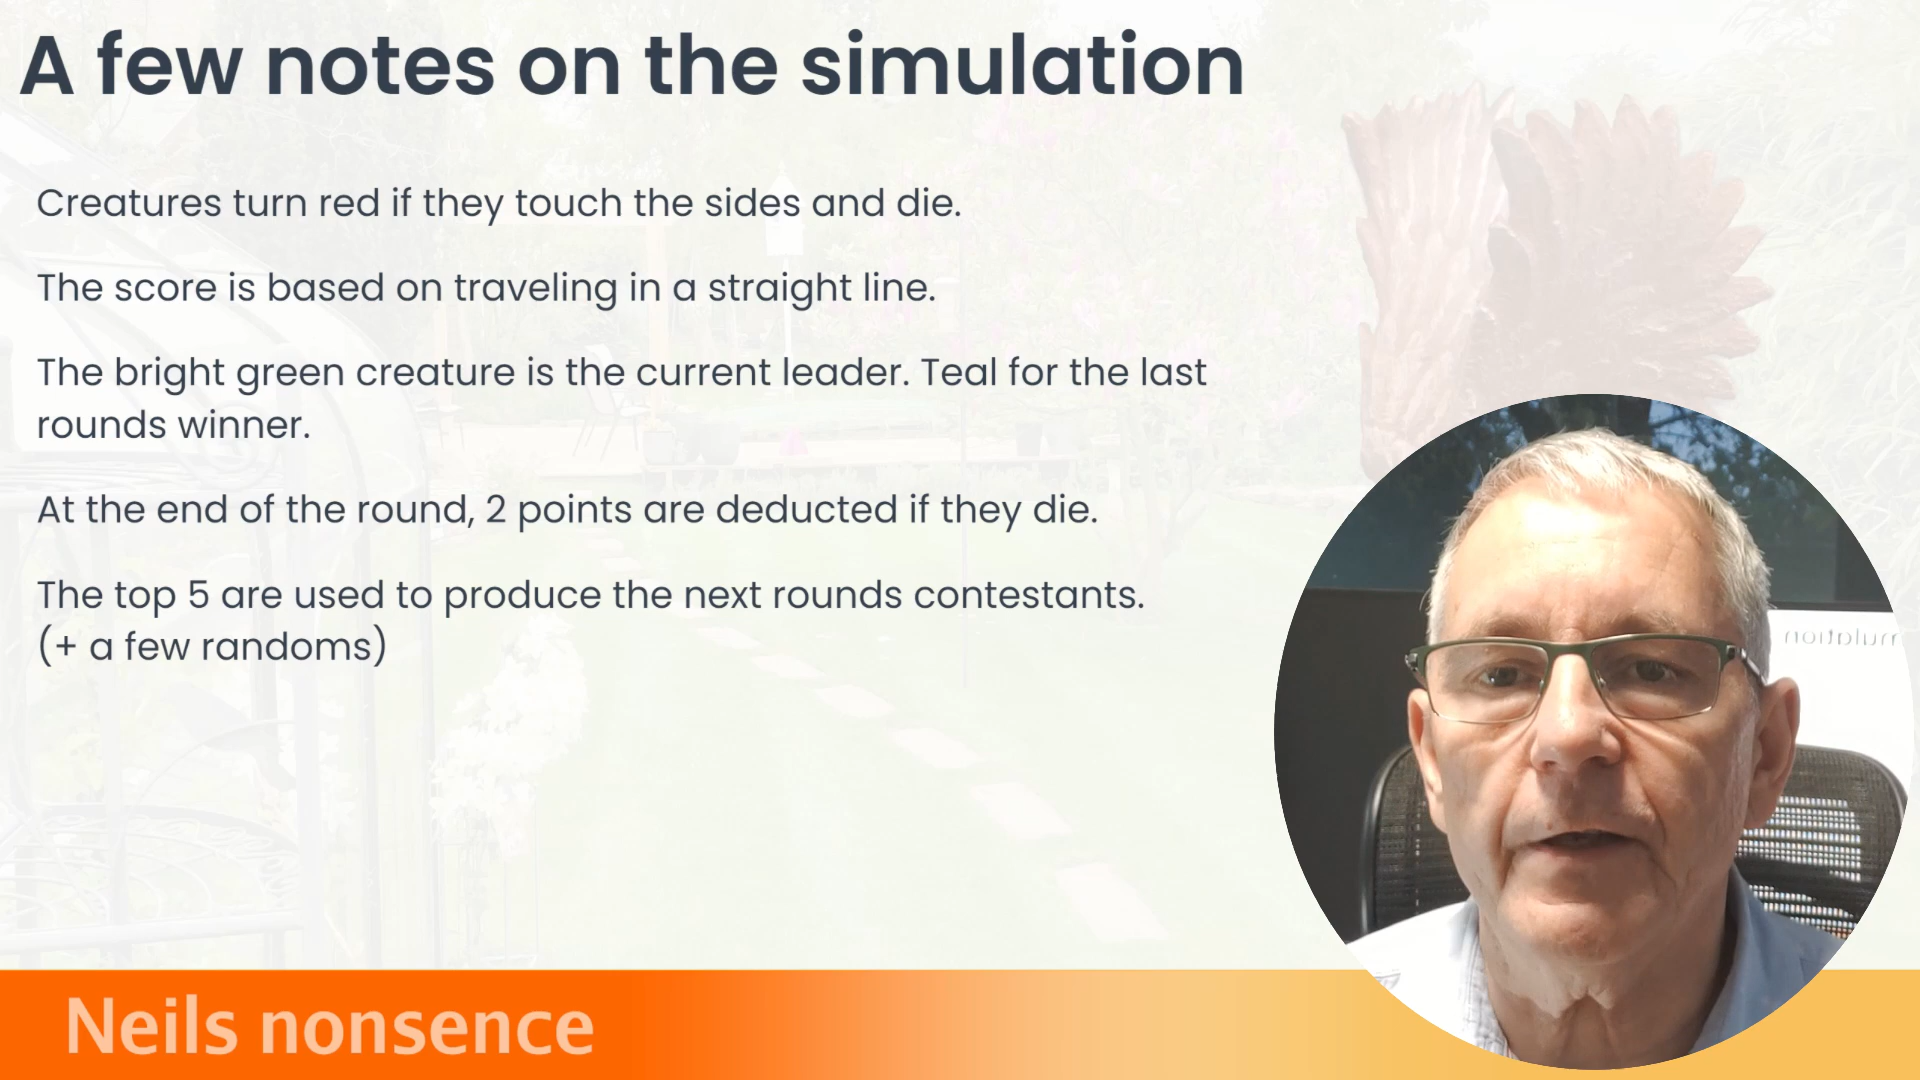 A few notes on the simulation
Creatures turn red if they touch the sides and die.
The score is based on traveling in a straight line.
The bright green creature is the current leader. Teal for the last
rounds winner.
At the end of the round, 2 points are deducted if they die.
The top 5 are used to produce the next rounds contestants.
(+ a few randoms)
mulation
Neils nonsence